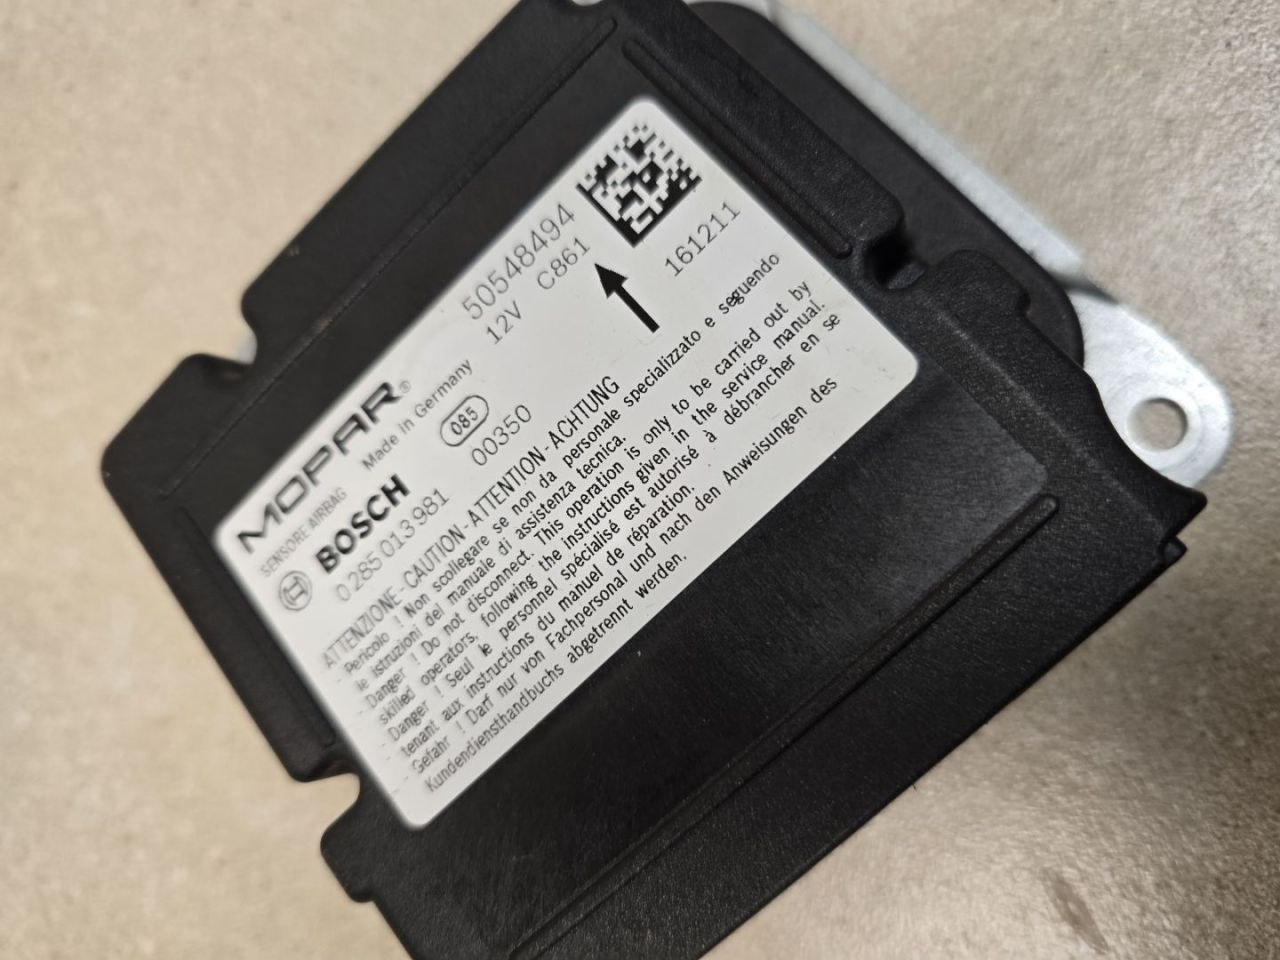 MOPAR®
SENSORE AIRBAG
Made in Germany
50548494
12V C861
BOSCH
0 285 013 981
085
00350
161211
ATTENZIONE - CAUTION - ATTENTION - ACHTUNG
- Pericolo ! Non scollegare se non da personale specializzato e seguendo
le istruzioni del manuale di assistenza tecnica.
- Danger ! Do not disconnect. This operation is only to be carried out by
skilled operators, following the instructions given in the service manual.
- Danger ! Seul le personnel spécialisé est autorisé à débrancher en se
tenant aux instructions du manuel de réparation.
- Gefahr ! Darf nur von Fachpersonal und nach den Anweisungen des
Kundendiensthandbuchs abgetrennt werden.